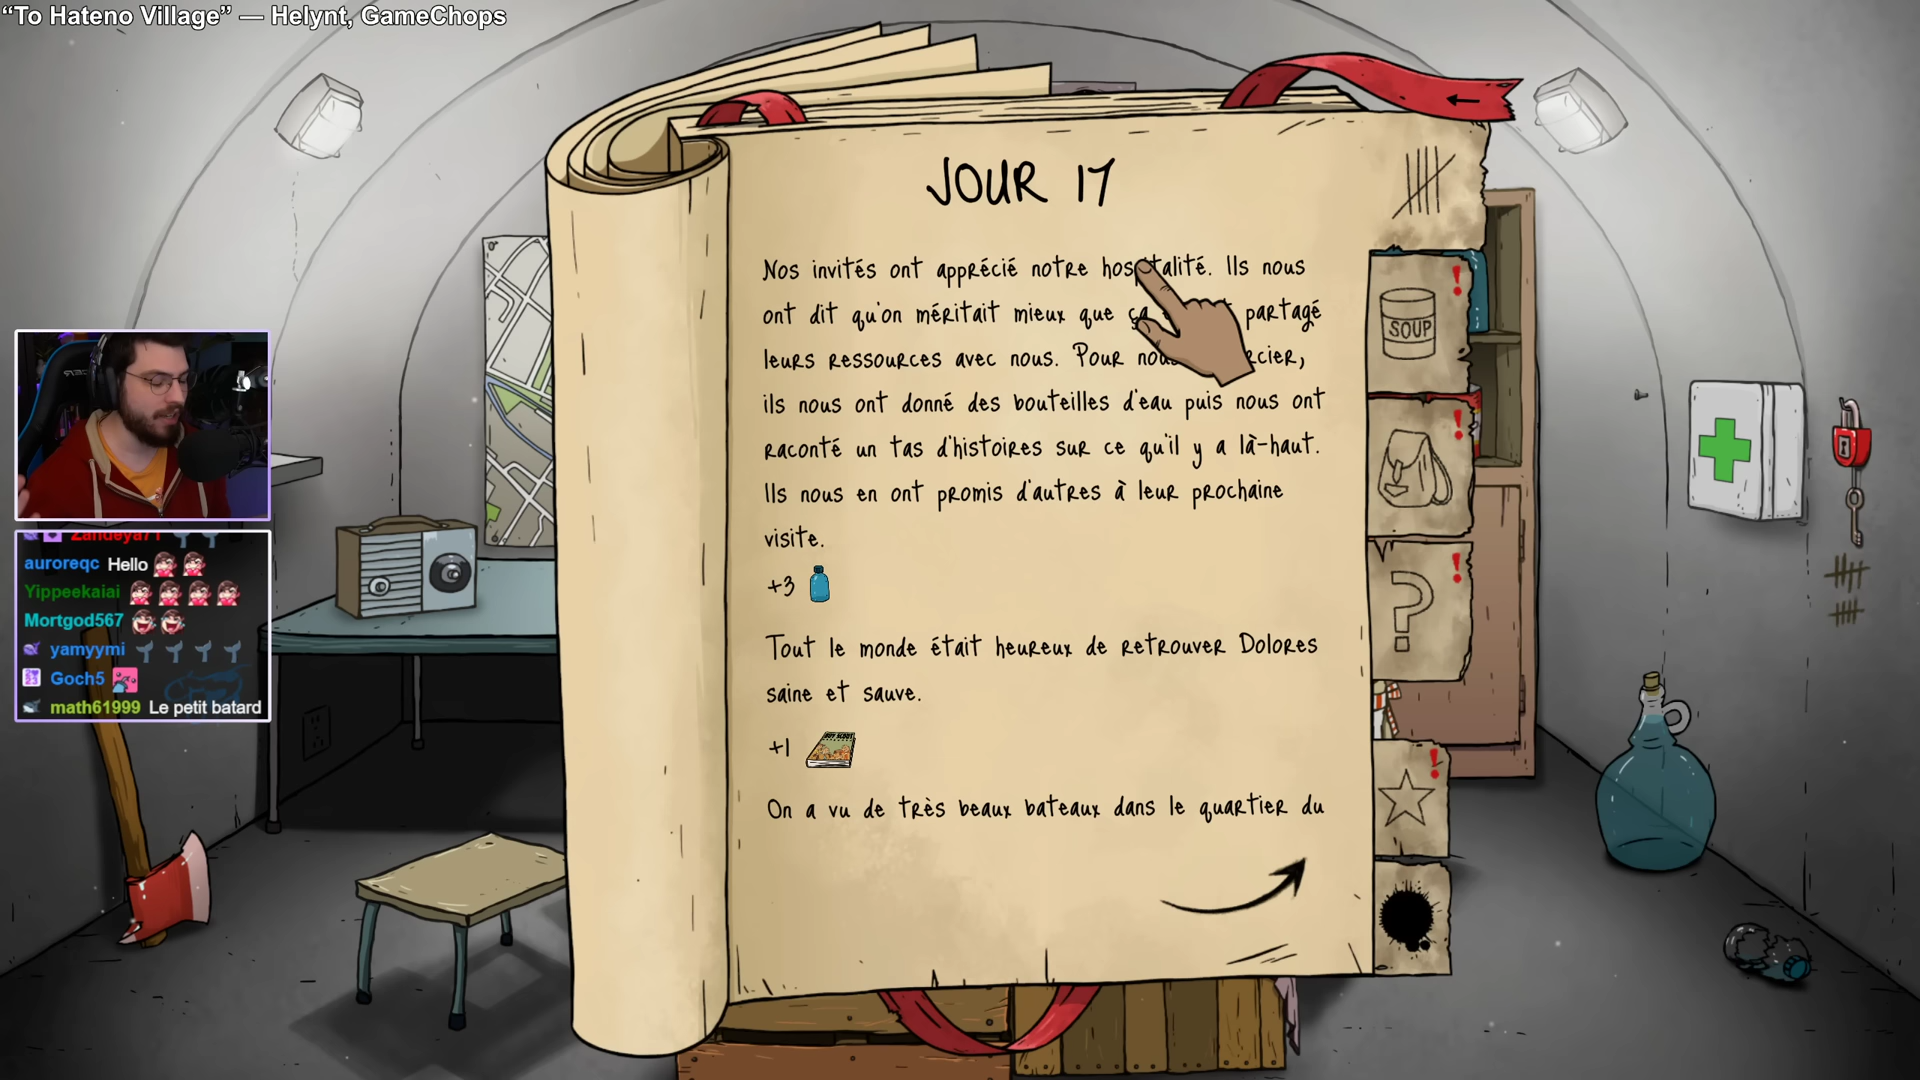 “To Hateno Village” — Helynt, GameChops
JOUR 17
Nos invités ont apprécié notre hospitalité. Ils nous
ont dit qu'on méritait mieux que ça partagé
leurs ressources avec nous. Pour
ils nous ont donné des bouteilles d'eau puis nous ont
raconté un tas d'histoires sur ce qu'il y a là-haut.
Ils nous en ont promis d'autres à leur prochaine
visite.
+3
Tout le monde était heureux de retrouver Dolores
saine et sauve.
+1
On a vu de très beaux bateaux dans le quartier du
SOUP
Zandeya71
auroreqc Hello
Yippeekaiai
Mortgod567
yamyymi
Goch5
math61999 Le petit batard